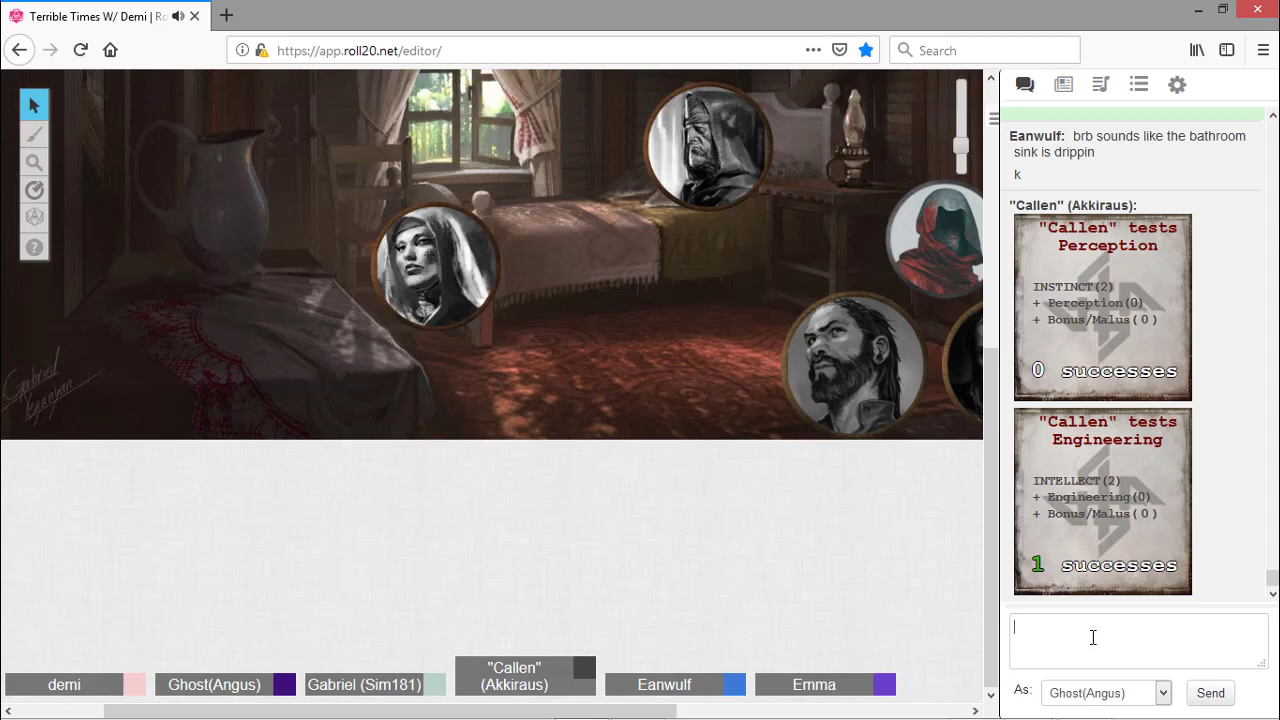 Terrible Times W/ Demi | Ro
https://app.roll20.net/editor/
Search
Eanwulf: brb sounds like the bathroom
sink is drippin
k
"Callen" (Akkiraus):
"Callen" tests
Perception
INSTINCT(2)
+ Perception(0)
+ Bonus/Malus( 0 )
0 successes
"Callen" tests
Engineering
INTELLECT(2)
+ Engineering(0)
+ Bonus/Malus( 0 )
1 successes
As: Ghost(Angus) Send
Gabriel
demi
Ghost(Angus)
Gabriel (Sim181)
"Callen"
(Akkiraus)
Eanwulf
Emma